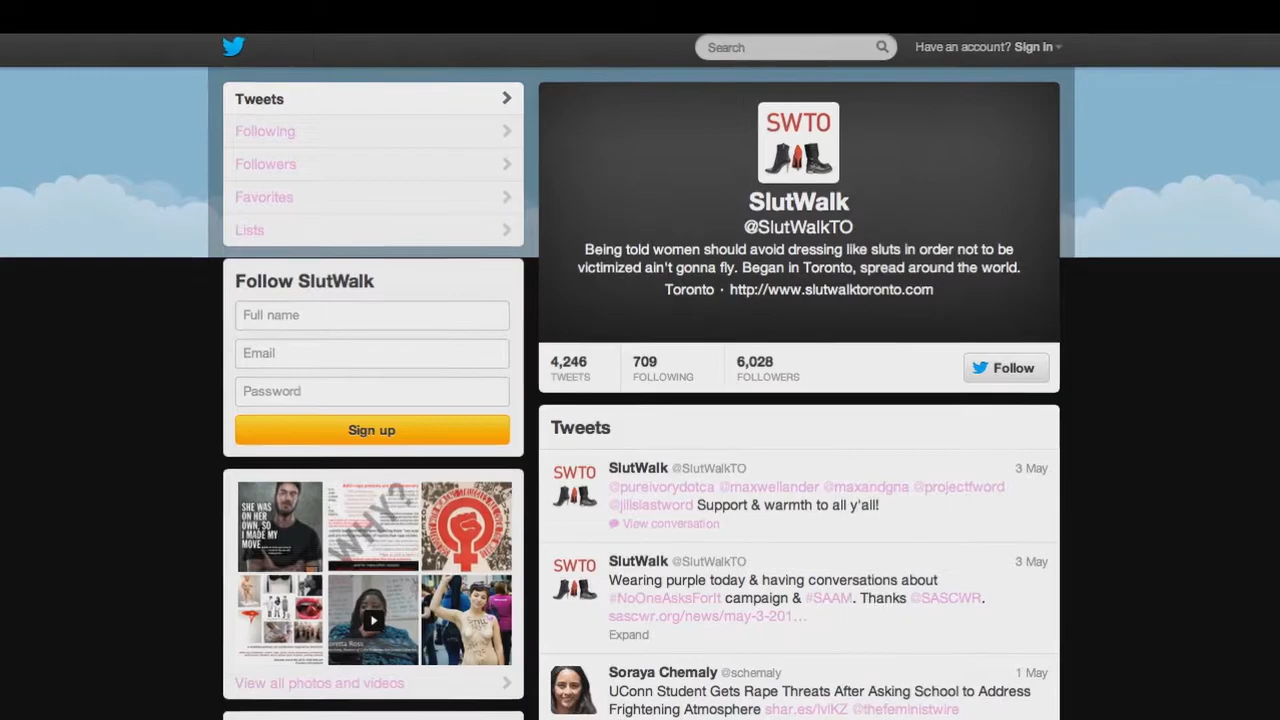 Search
Have an account? Sign in
Tweets
Following
Followers
Favorites
Lists
SWTO
SlutWalk
@SlutWalkTO
Being told women should avoid dressing like sluts in order not to be
victimized ain't gonna fly. Began in Toronto, spread around the world.
Toronto · http://www.slutwalktoronto.com
Follow SlutWalk
Full name
Email
Password
Sign up
4,246
TWEETS
709
FOLLOWING
6,028
FOLLOWERS
Follow
SHE WAS
ON HER
OWN, SO
I MADE MY
MOVE...
WHY?
View all photos and videos
Tweets
SWTO
SlutWalk @SlutWalkTO
3 May
@pureivorydotca @maxwellander @maxandgna @projectfword
@jilislastword Support & warmth to all y'all!
View conversation
SWTO
SlutWalk @SlutWalkTO
3 May
Wearing purple today & having conversations about
#NoOneAsksForIt campaign & #SAAM. Thanks @SASCWR.
sascwr.org/news/may-3-201...
Expand
Soraya Chemaly @schemaly
1 May
UConn Student Gets Rape Threats After Asking School to Address
Frightening Atmosphere shar.es/lvlKZ @thefeministwire